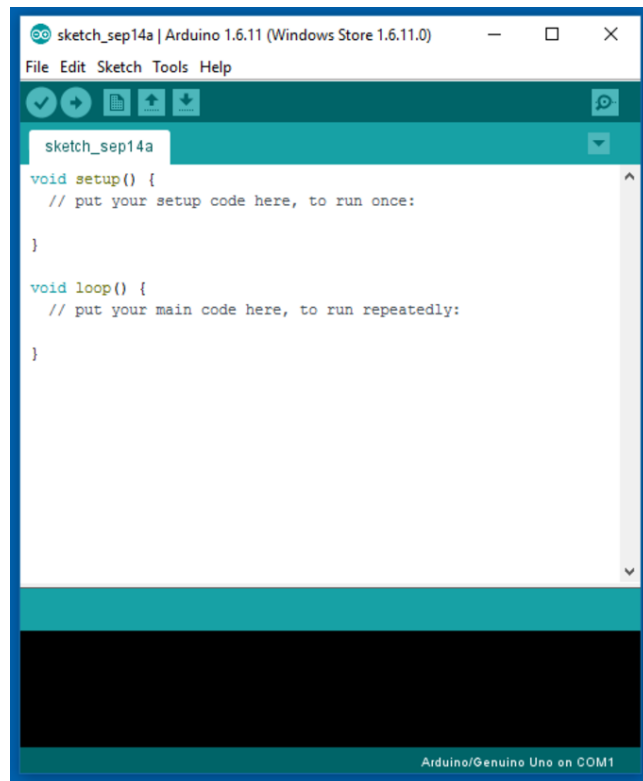 sketch_sep14a | Arduino 1.6.11 (Windows Store 1.6.11.0)
File Edit Sketch Tools Help
sketch_sep14a
void setup() {
  // put your setup code here, to run once:
}
void loop() {
  // put your main code here, to run repeatedly:
}
Arduino/Genuino Uno on COM1